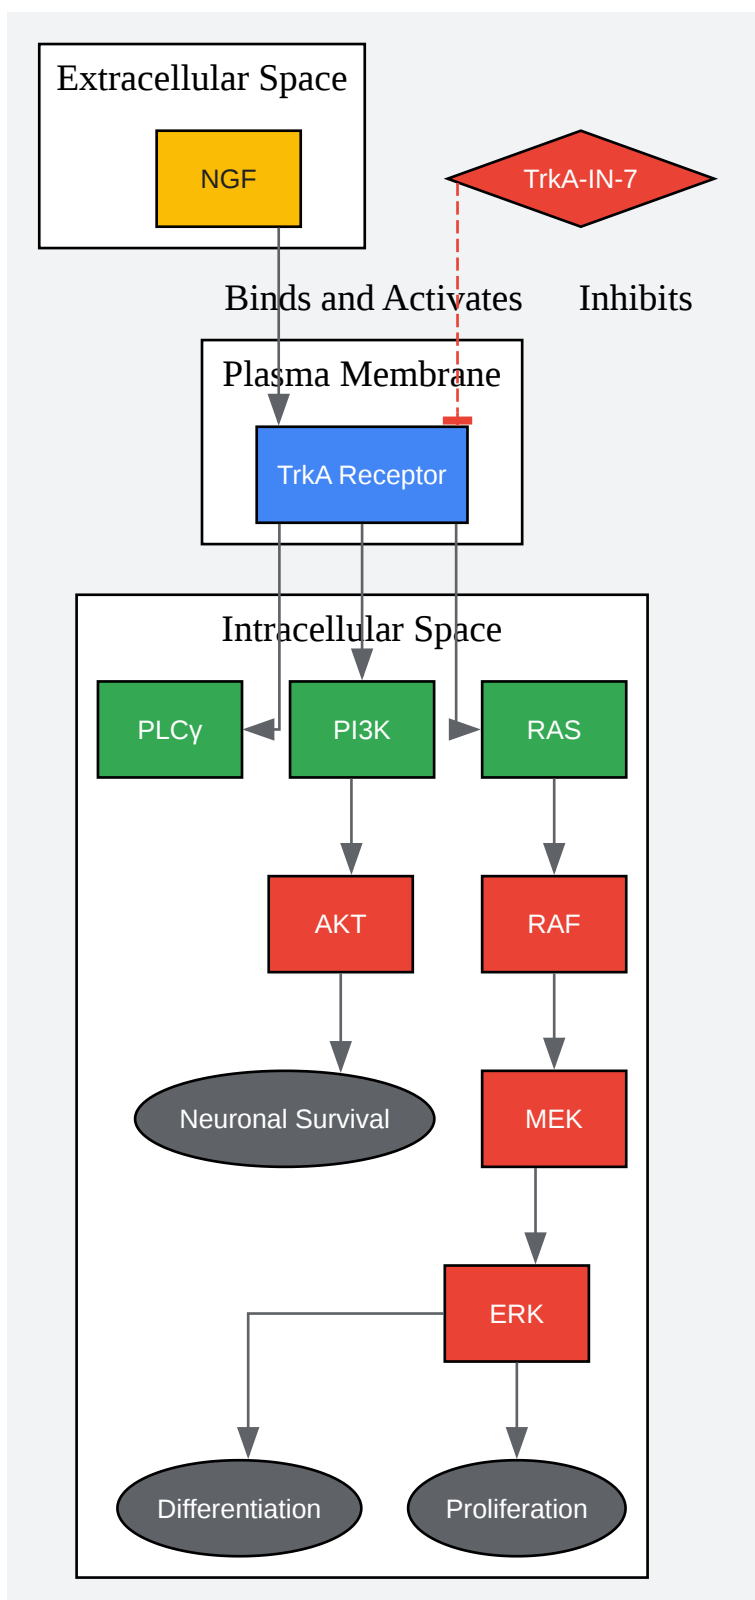 Extracellular Space
NGF
TrkA-IN-7
Binds and Activates
Inhibits
Plasma Membrane
TrkA Receptor
Intracellular Space
PLCγ
PI3K
RAS
AKT
RAF
Neuronal Survival
MEK
ERK
Differentiation
Proliferation